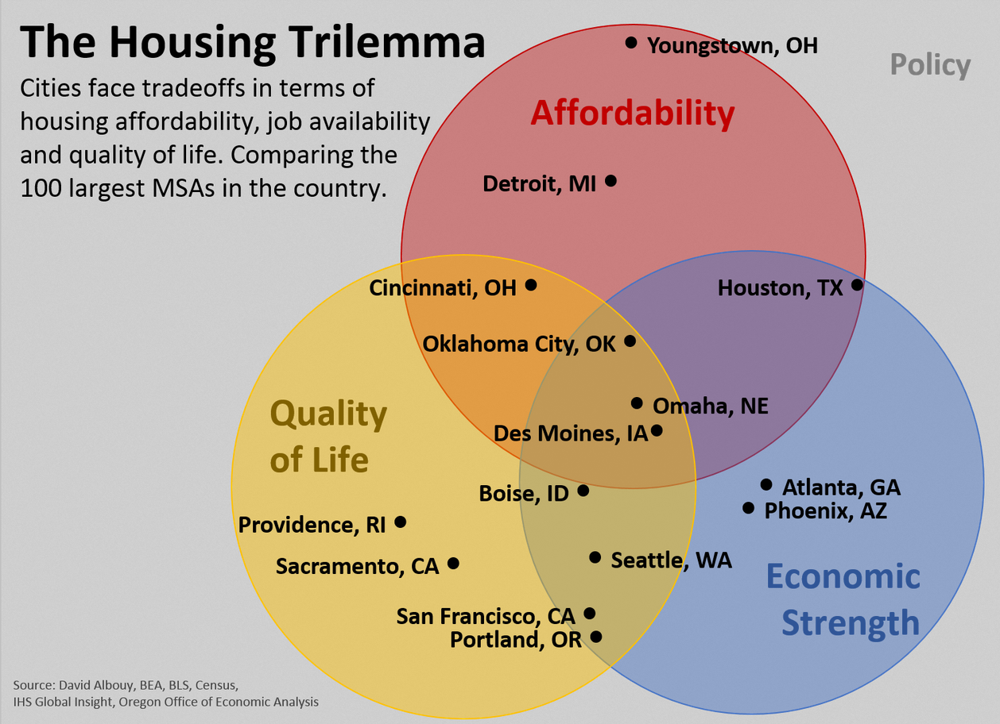 The Housing Trilemma
Cities face tradeoffs in terms of
housing affordability, job availability
and quality of life. Comparing the
100 largest MSAs in the country.
Youngstown, OH
Policy
Affordability
Detroit, MI
Cincinnati, OH
Houston, TX
Oklahoma City, OK
Omaha, NE
Des Moines, IA
Quality
of Life
Boise, ID
Atlanta, GA
Phoenix, AZ
Providence, RI
Sacramento, CA
Seattle, WA
Economic
Strength
San Francisco, CA
Portland, OR
Source: David Albouy, BEA, BLS, Census,
IHS Global Insight, Oregon Office of Economic Analysis